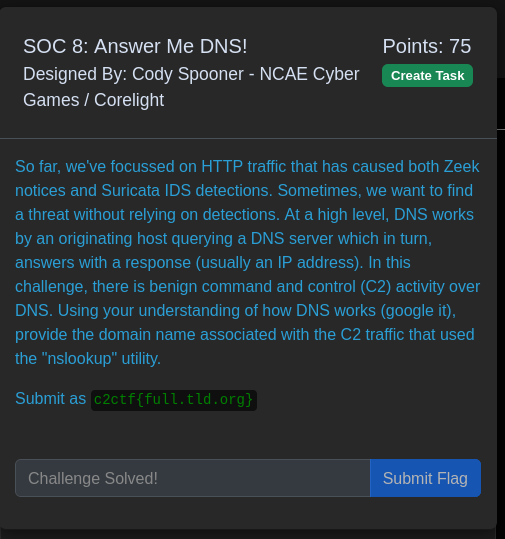 SOC 8: Answer Me DNS!
Points: 75
Designed By: Cody Spooner - NCAE Cyber
Games / Corelight
Create Task
So far, we've focussed on HTTP traffic that has caused both Zeek
notices and Suricata IDS detections. Sometimes, we want to find
a threat without relying on detections. At a high level, DNS works
by an originating host querying a DNS server which in turn,
answers with a response (usually an IP address). In this
challenge, there is benign command and control (C2) activity over
DNS. Using your understanding of how DNS works (google it),
provide the domain name associated with the C2 traffic that used
the "nslookup" utility.
Submit as c2ctf{full.tld.org}
Challenge Solved!
Submit Flag